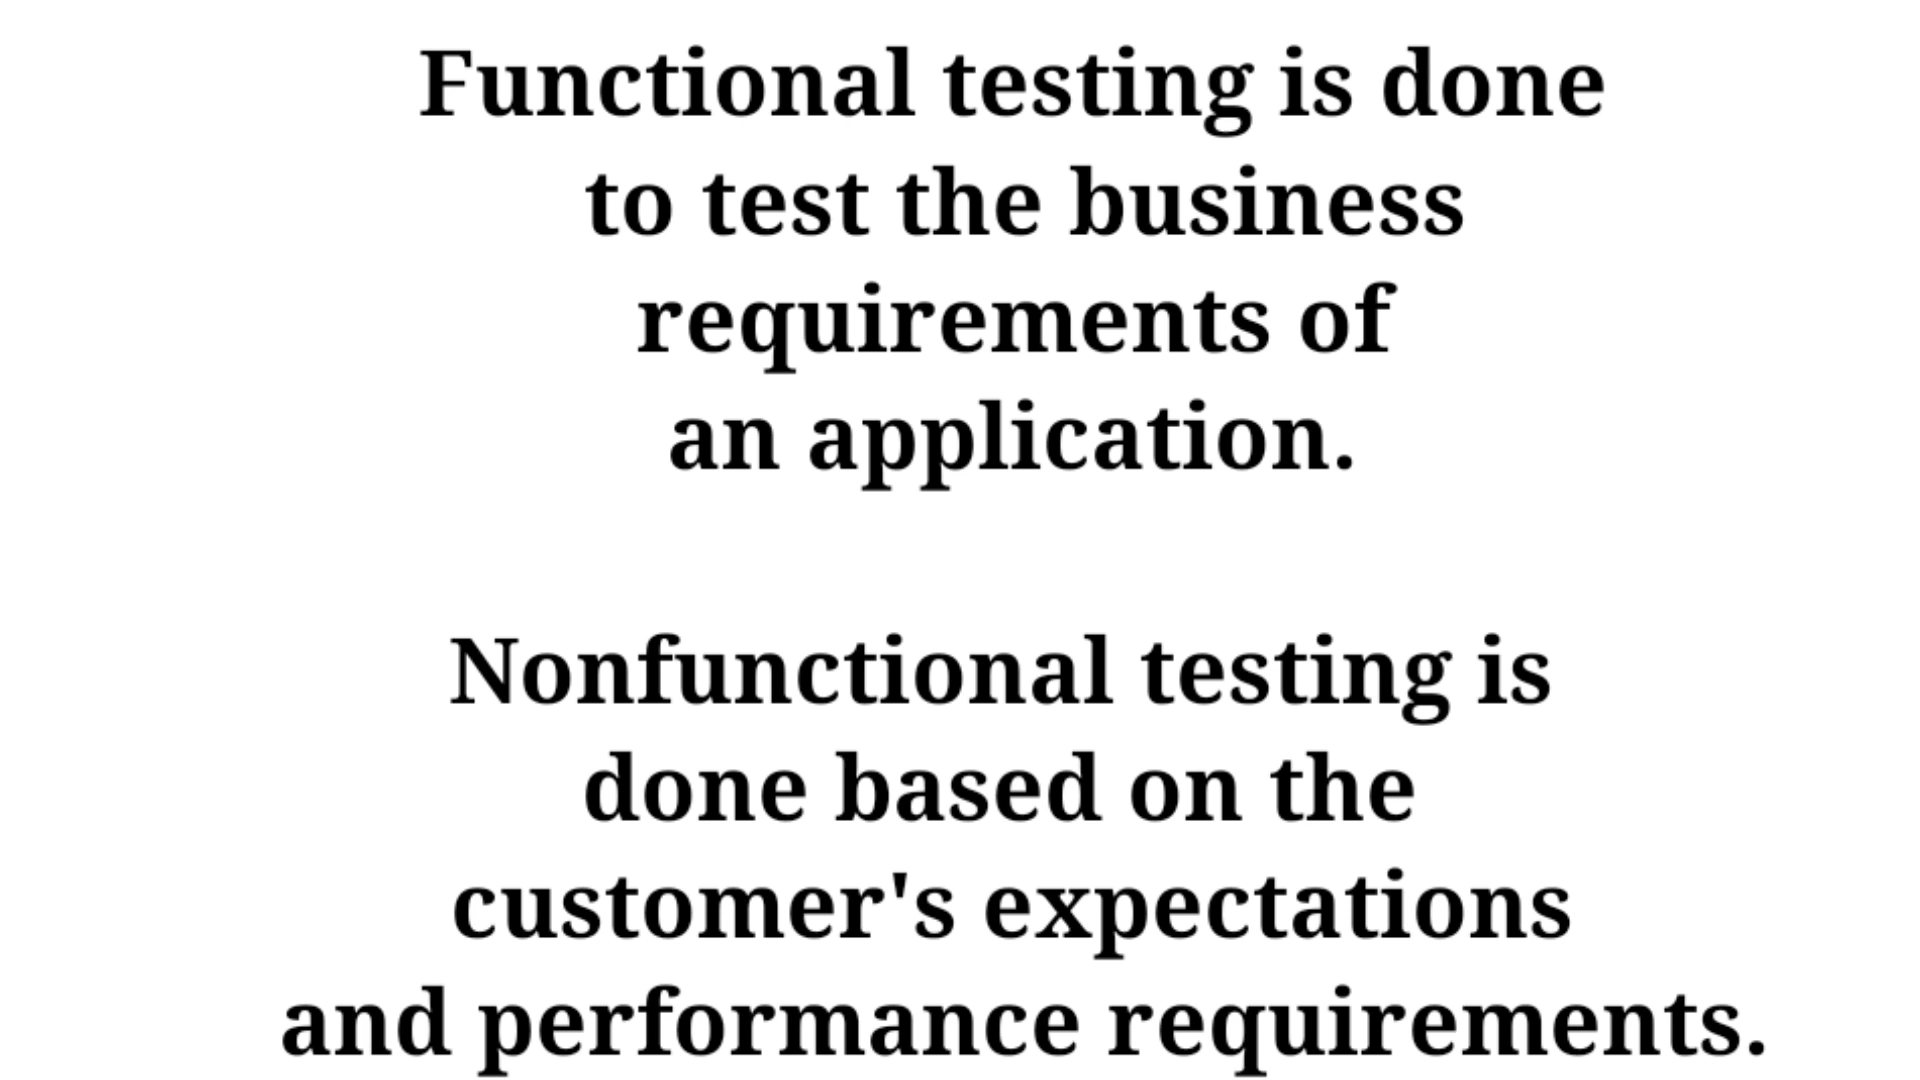 Functional testing is done
to test the business
requirements of
an application.
Nonfunctional testing is
done based on the
customer's expectations
and performance requirements.